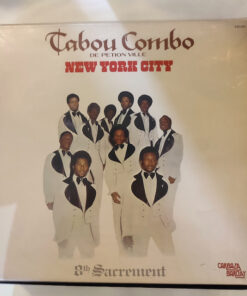 Tabou Combo
DE PETION VILLE
NEW YORK CITY
8th Sacrement